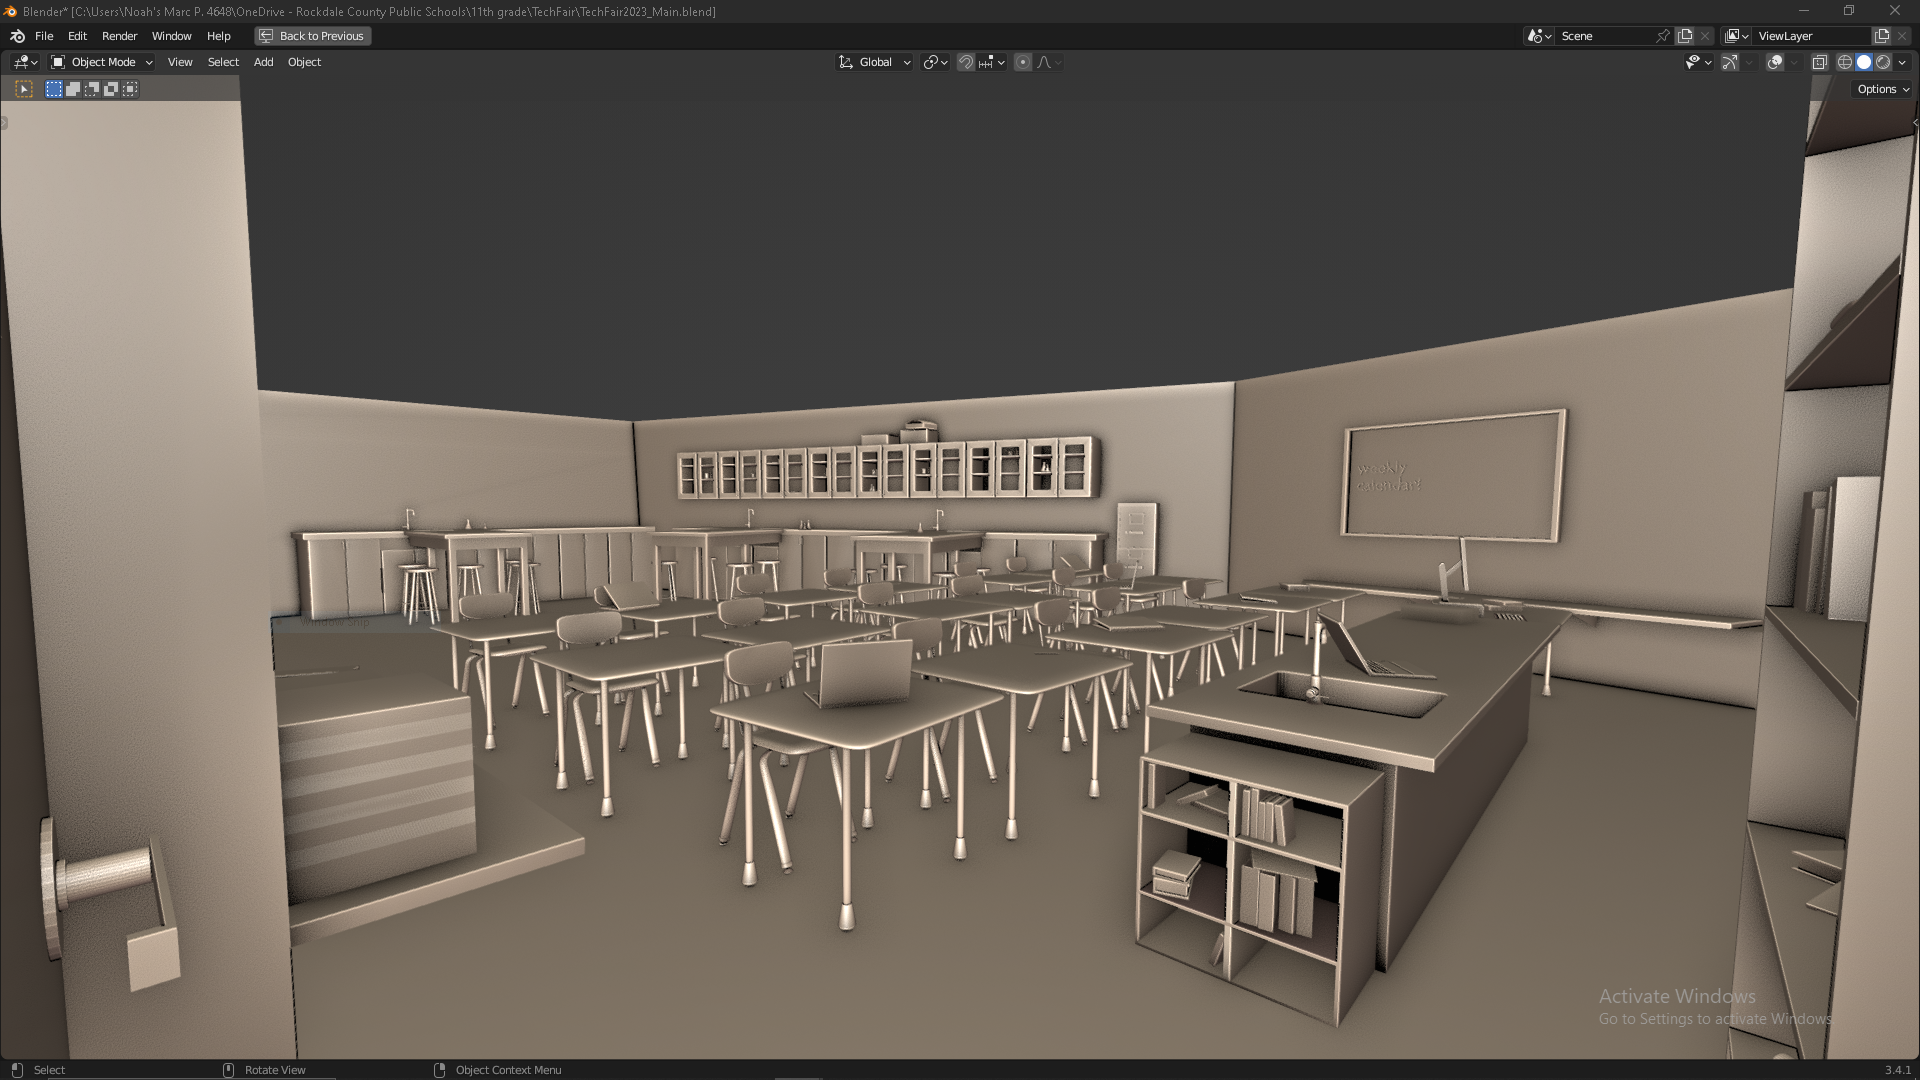 Blender* [C:\Users\Noah's Marc P. 4648\OneDrive - Rockdale County Public Schools\11th grade\TechFair\TechFair2023_Main.blend]
File Edit Render Window Help Back to Previous Scene ViewLayer
Object Mode View Select Add Object Global
Options
weekly
calendar!
Window Snip
Activate Windows
Go to Settings to activate Windows.
Select Rotate View Object Context Menu 3.4.1